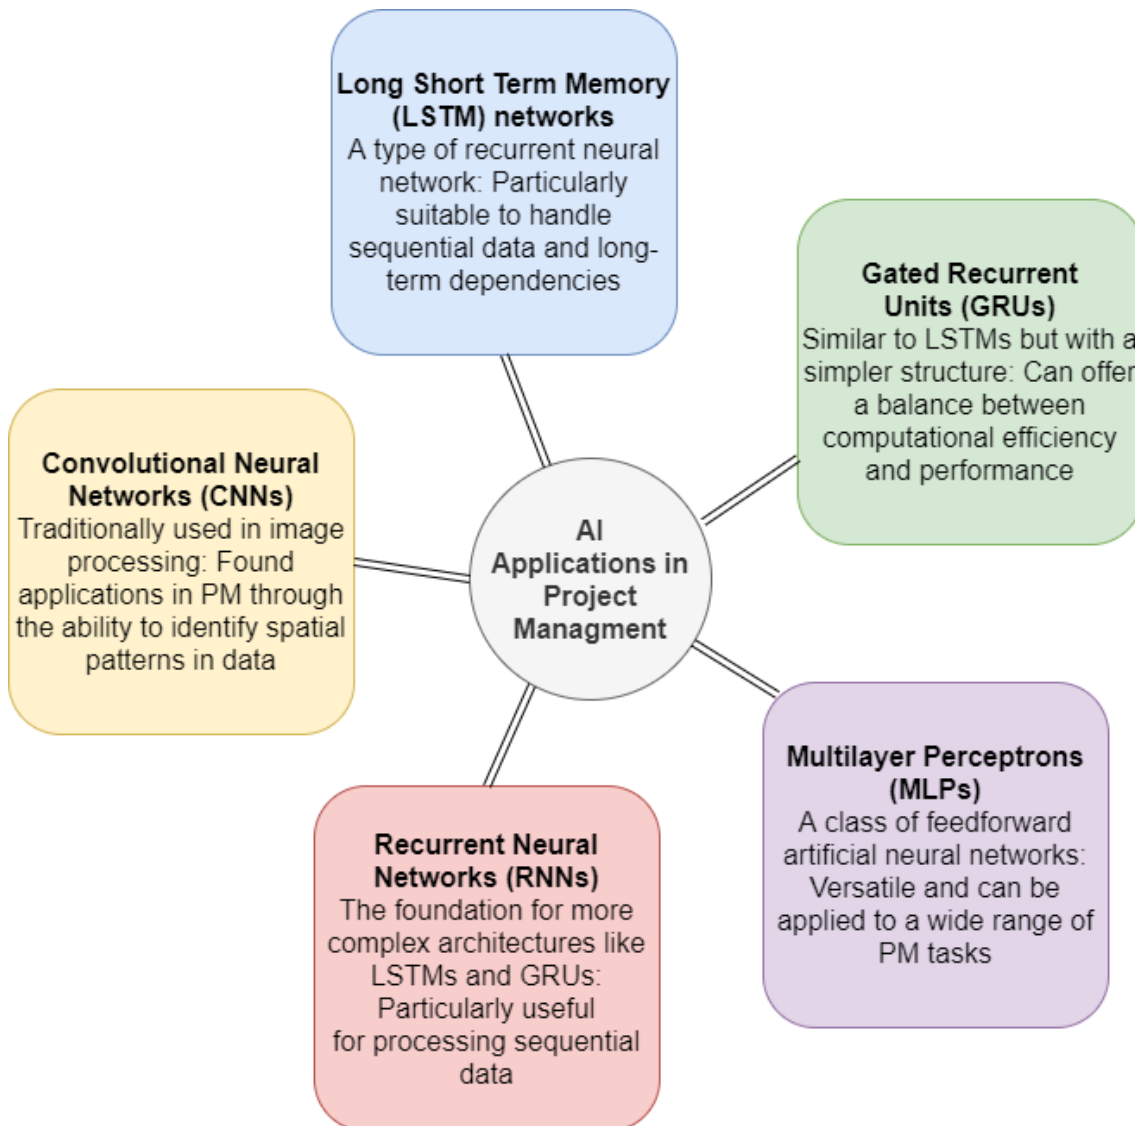 Long Short Term Memory
(LSTM) networks
A type of recurrent neural
network: Particularly
suitable to handle
sequential data and long-
term dependencies
Gated Recurrent
Units (GRUs)
Similar to LSTMs but with a
simpler structure: Can offer
a balance between
computational efficiency
and performance
Convolutional Neural
Networks (CNNs)
Traditionally used in image
processing: Found
applications in PM through
the ability to identify spatial
patterns in data
AI
Applications in
Project
Managment
Multilayer Perceptrons
(MLPs)
A class of feedforward
artificial neural networks:
Versatile and can be
applied to a wide range of
PM tasks
Recurrent Neural
Networks (RNNs)
The foundation for more
complex architectures like
LSTMs and GRUs:
Particularly useful
for processing sequential
data